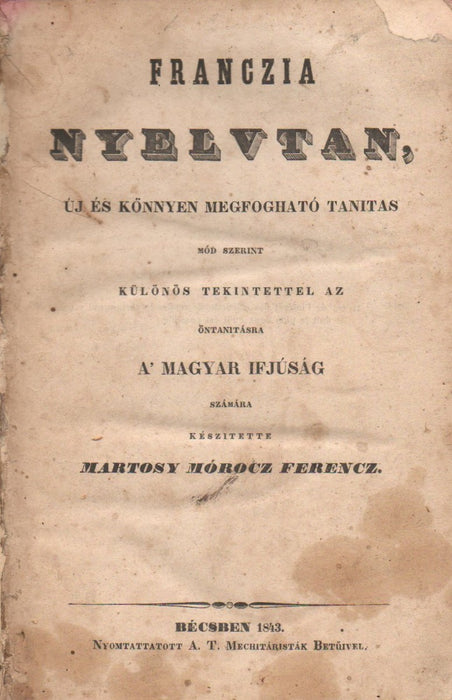 FRANCZIA
NYELVTAN,
ÚJ ÉS KŐNNYEN MEGFOGHATÓ TANITAS
MÓD SZERINT
KÜLÖNÖS TEKINTETTEL AZ
ÖNTANITÁSRA
A' MAGYAR IFJÚSÁG
SZÁMÁRA
KÉSZITETTE
MARTOSY MÓROCZ FERENCZ.
BÉCSBEN 1843.
NYOMTATTATOTT A. T. MECHITÁRISTÁK BETŰIVEL.